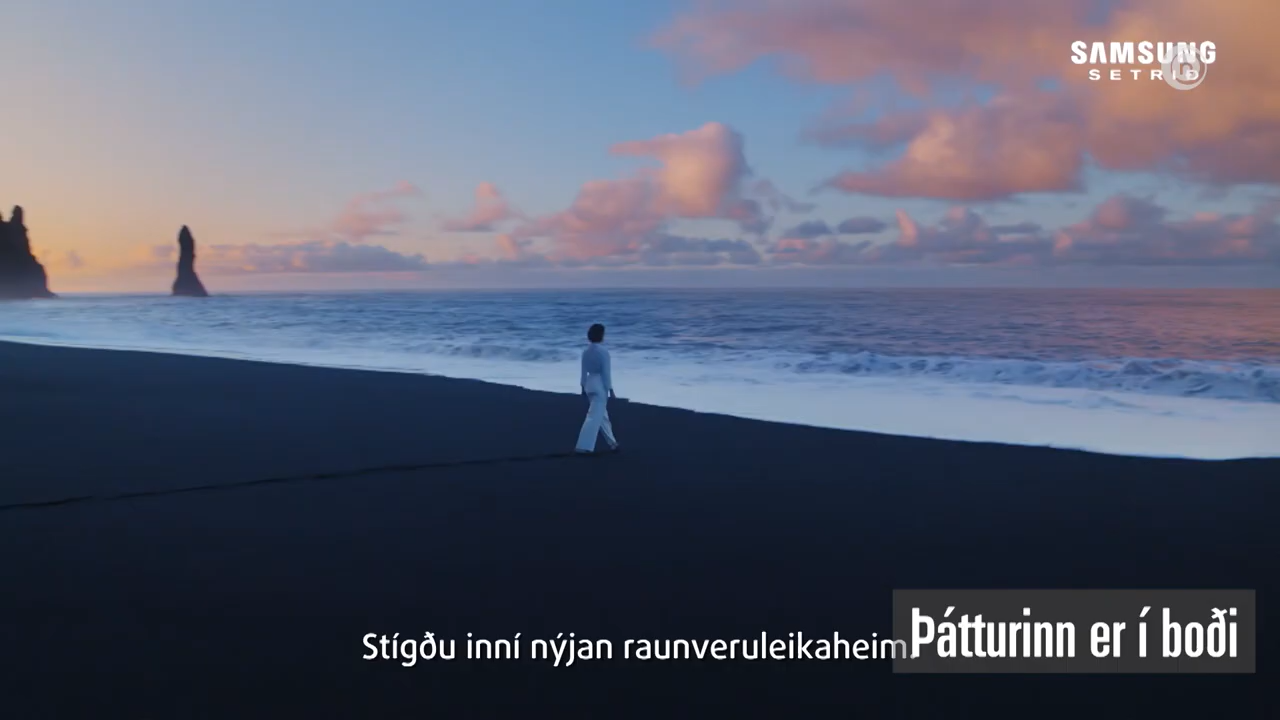 SAMSUNG
SETRIÐ
Stígðu inní nýjan raunveruleikaheim.
Þátturinn er í boði